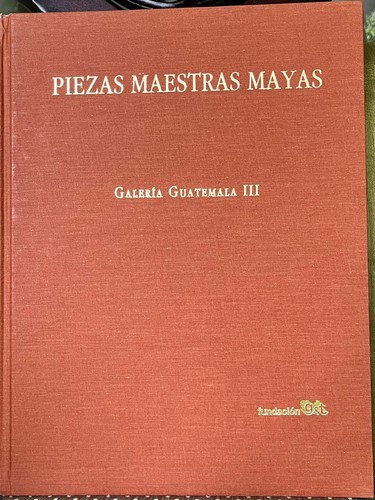 PIEZAS MAESTRAS MAYAS
GALERÍA GUATEMALA III
fundación G&T